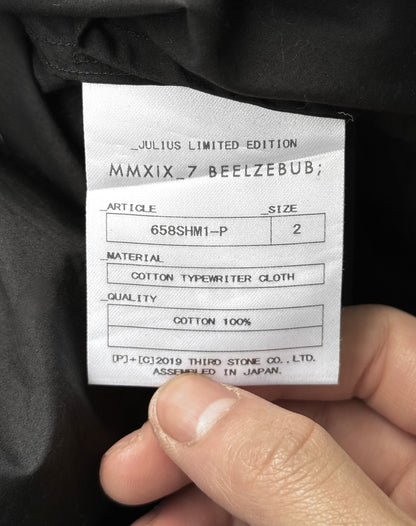 _JULIUS LIMITED EDITION
MMXIX_7 BEELZEBUB;
_ARTICLE _SIZE
658SHM1-P 2
_MATERIAL
COTTON TYPEWRITER CLOTH
_QUALITY
COTTON 100%
[P]+[C]2019 THIRD STONE CO.,LTD.
ASSEMBLED IN JAPAN.